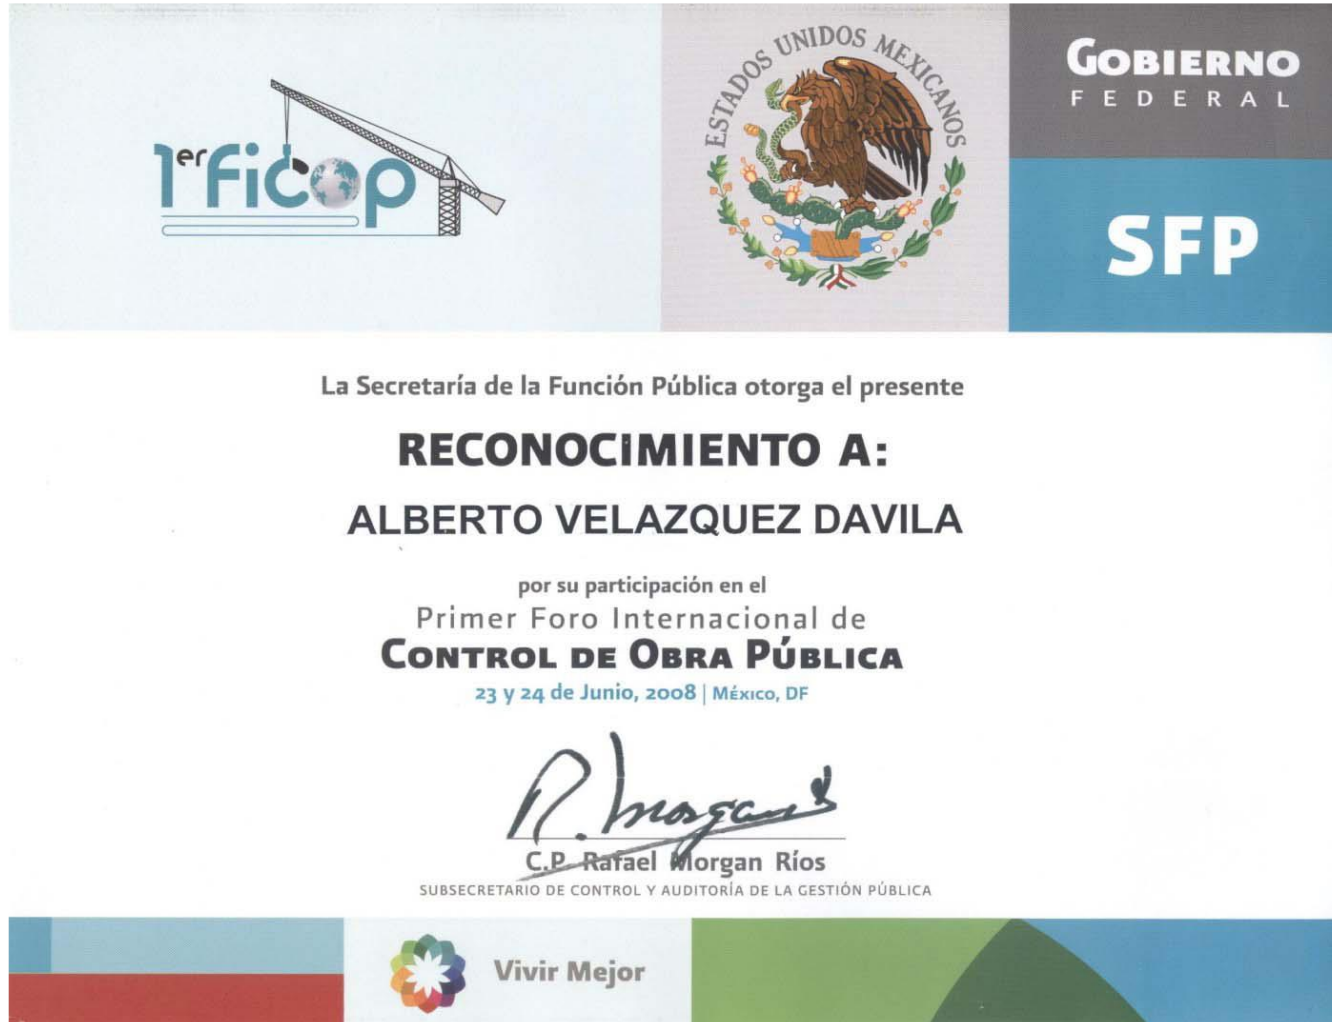 1er ficop
ESTADOS UNIDOS MEXICANOS
GOBIERNO
FEDERAL
SFP
La Secretaría de la Función Pública otorga el presente
RECONOCIMIENTO A:
ALBERTO VELAZQUEZ DAVILA
por su participación en el
Primer Foro Internacional de
CONTROL DE OBRA PÚBLICA
23 y 24 de Junio, 2008 | MÉXICO, DF
R. Morgan
C.P. Rafael Morgan Ríos
SUBSECRETARIO DE CONTROL Y AUDITORÍA DE LA GESTIÓN PÚBLICA
Vivir Mejor